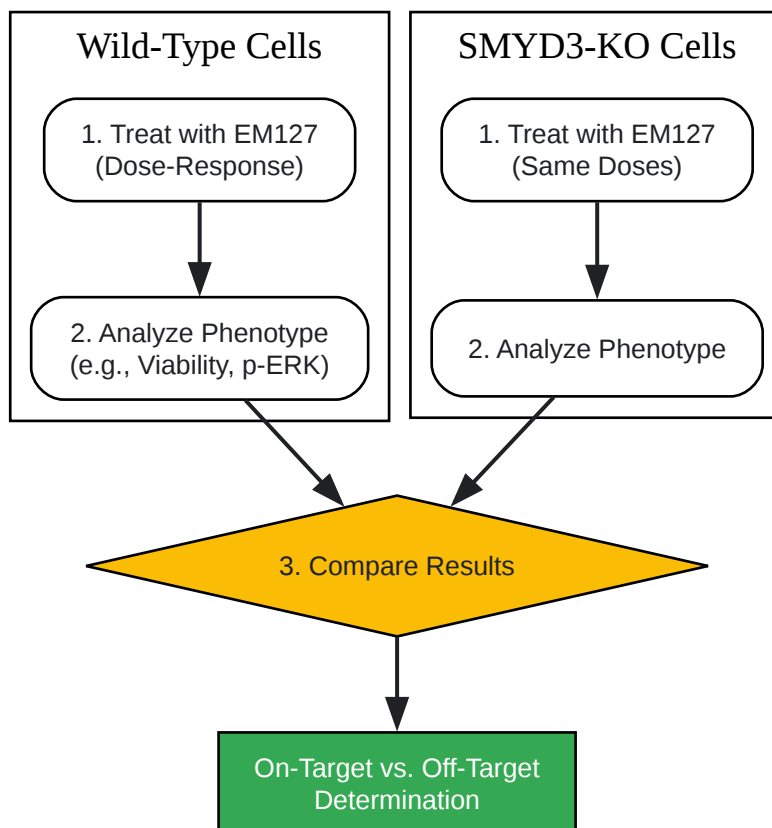 Wild-Type Cells
1. Treat with EM127
(Dose-Response)
2. Analyze Phenotype
(e.g., Viability, p-ERK)
SMYD3-KO Cells
1. Treat with EM127
(Same Doses)
2. Analyze Phenotype
3. Compare Results
On-Target vs. Off-Target
Determination